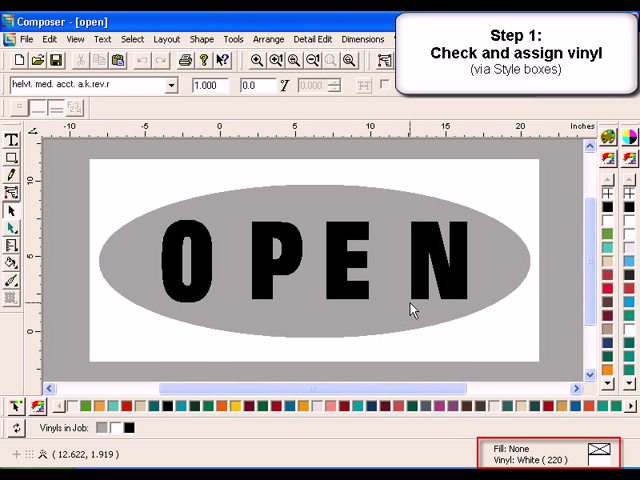 Composer - [open]
Step 1:
Check and assign vinyl
(via Style boxes)
File Edit View Text Select Layout Shape Tools Arrange Detail Edit Dimensions
helvt. med. acct. a.k.rev.r 1.000 0.0 0.000
-10 -5 0 5 10 15 20 Inches
10
5
0
OPEN
Vinyls in Job:
(12.622, 1.919)
Fill: None
Vinyl: White ( 220 )